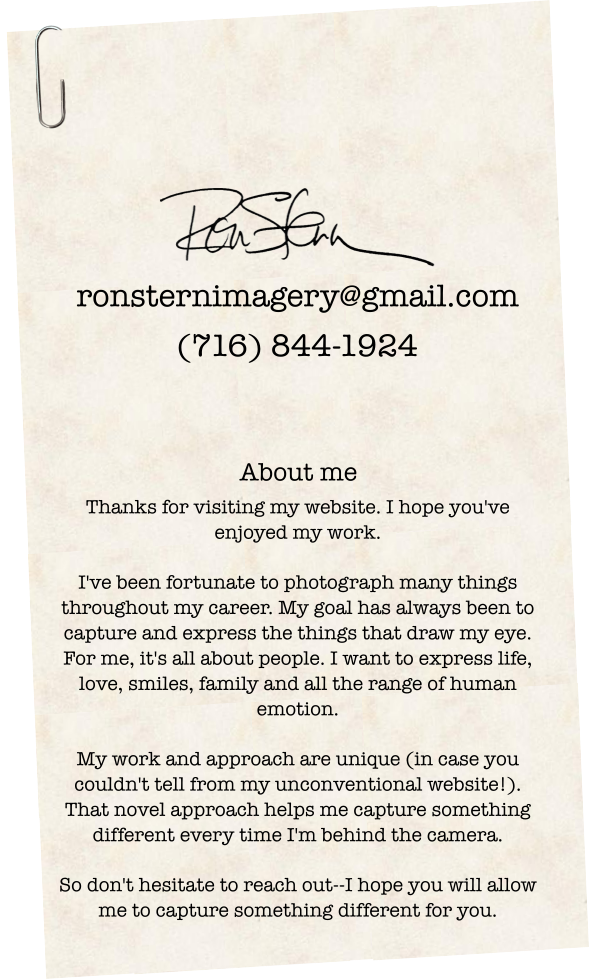 Ron Stern
ronsternimagery@gmail.com
(716) 844-1924
About me
Thanks for visiting my website. I hope you've
enjoyed my work.
I've been fortunate to photograph many things
throughout my career. My goal has always been to
capture and express the things that draw my eye.
For me, it's all about people. I want to express life,
love, smiles, family and all the range of human
emotion.
My work and approach are unique (in case you
couldn't tell from my unconventional website!).
That novel approach helps me capture something
different every time I'm behind the camera.
So don't hesitate to reach out--I hope you will allow
me to capture something different for you.